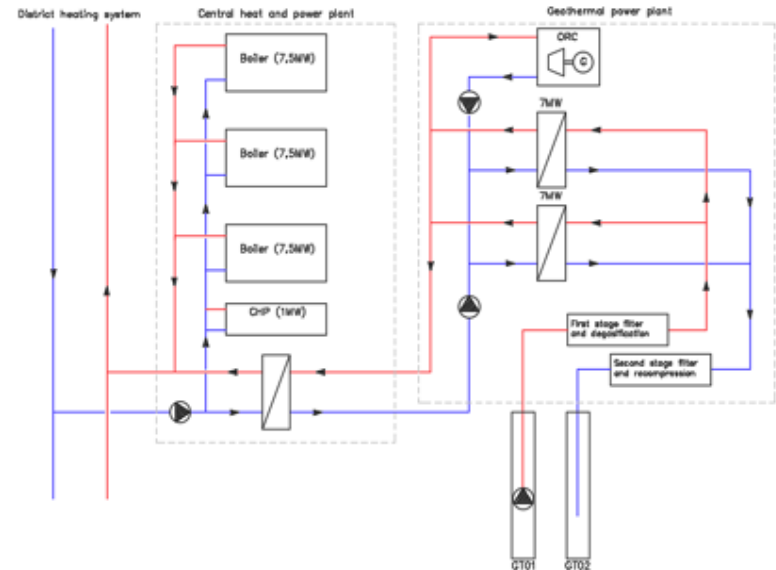 District heating system
Central heat and power plant
Geothermal power plant
Boiler (7,5MW)
Boiler (7,5MW)
Boiler (7,5MW)
CHP (1MW)
ORC
G
7MW
7MW
First stage filter
and degasification
Second stage filter
and recompression
GT01
GT02